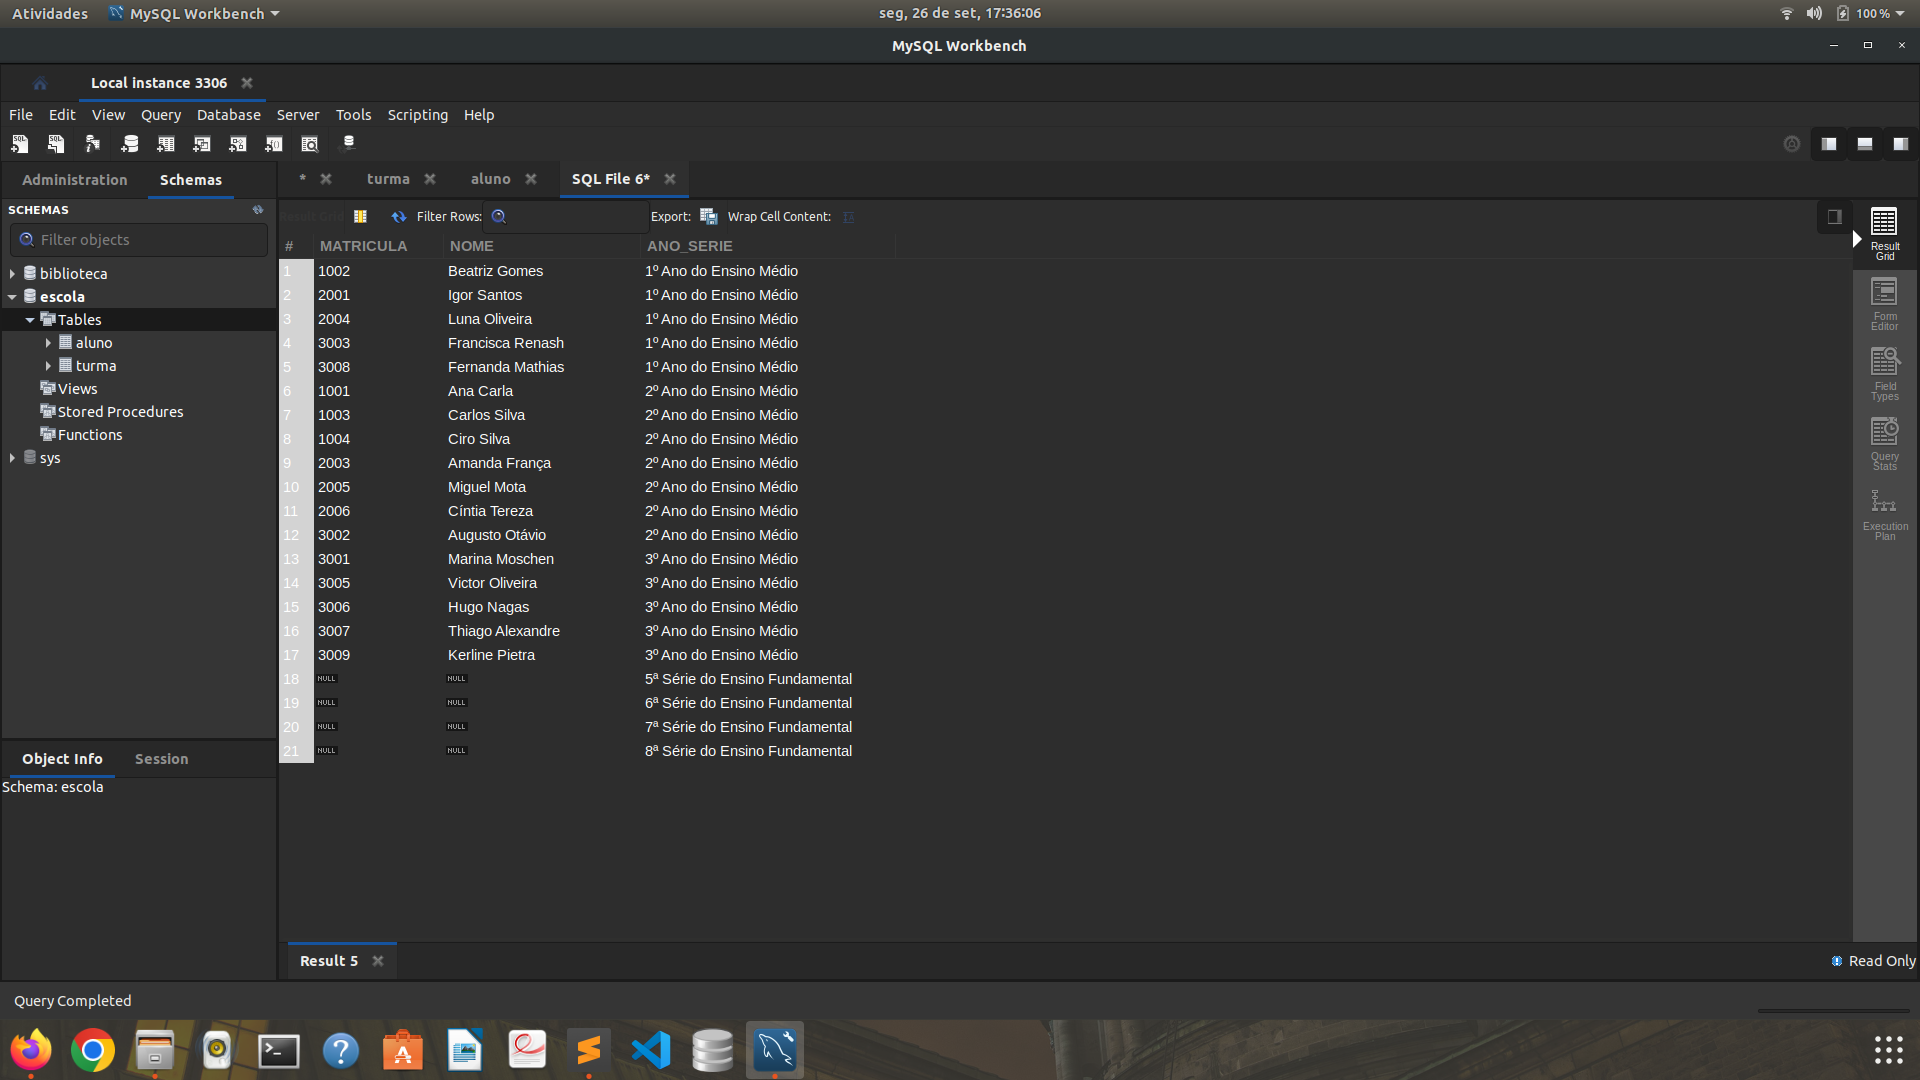 Atividades MySQL Workbench seg, 26 de set, 17:36:06 100 %
MySQL Workbench
Local instance 3306
File Edit View Query Database Server Tools Scripting Help
Administration Schemas
* turma aluno SQL File 6*
SCHEMAS
Filter objects
biblioteca
escola
Tables
aluno
turma
Views
Stored Procedures
Functions
sys
Object Info Session
Schema: escola
Result Grid Filter Rows: Export: Wrap Cell Content:
# MATRICULA NOME ANO_SERIE
1 1002 Beatriz Gomes 1º Ano do Ensino Médio
2 2001 Igor Santos 1º Ano do Ensino Médio
3 2004 Luna Oliveira 1º Ano do Ensino Médio
4 3003 Francisca Renash 1º Ano do Ensino Médio
5 3008 Fernanda Mathias 1º Ano do Ensino Médio
6 1001 Ana Carla 2º Ano do Ensino Médio
7 1003 Carlos Silva 2º Ano do Ensino Médio
8 1004 Ciro Silva 2º Ano do Ensino Médio
9 2003 Amanda França 2º Ano do Ensino Médio
10 2005 Miguel Mota 2º Ano do Ensino Médio
11 2006 Cíntia Tereza 2º Ano do Ensino Médio
12 3002 Augusto Otávio 2º Ano do Ensino Médio
13 3001 Marina Moschen 3º Ano do Ensino Médio
14 3005 Victor Oliveira 3º Ano do Ensino Médio
15 3006 Hugo Nagas 3º Ano do Ensino Médio
16 3007 Thiago Alexandre 3º Ano do Ensino Médio
17 3009 Kerline Pietra 3º Ano do Ensino Médio
18 NULL NULL 5ª Série do Ensino Fundamental
19 NULL NULL 6ª Série do Ensino Fundamental
20 NULL NULL 7ª Série do Ensino Fundamental
21 NULL NULL 8ª Série do Ensino Fundamental
Result
Grid
Form
Editor
Field
Types
Query
Stats
Execution
Plan
Result 5 Read Only
Query Completed